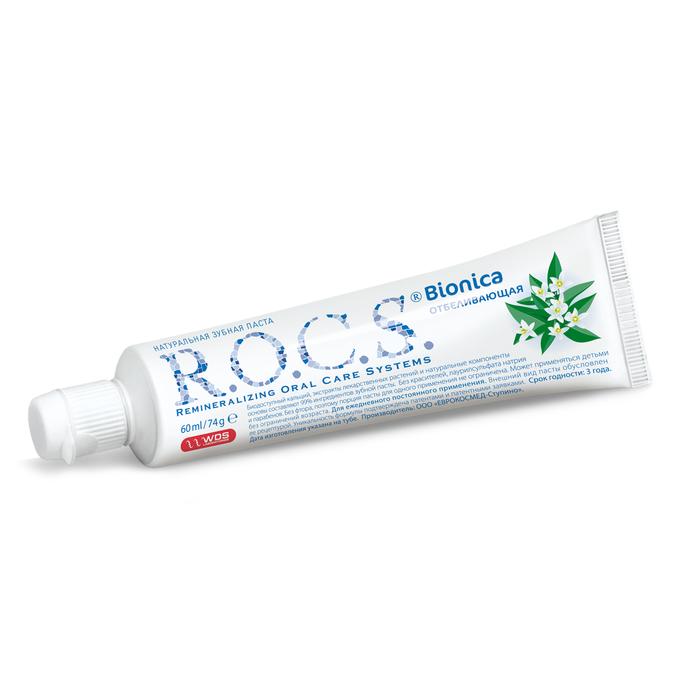 НАТУРАЛЬНАЯ ЗУБНАЯ ПАСТА
R.O.C.S.® Bionica
ОТБЕЛИВАЮЩАЯ
REMINERALIZING ORAL CARE SYSTEMS
60ml/74g e
WDS
Биодоступный кальций, экстракты лекарственных растений и натуральные компоненты
основы составляют 99% ингредиентов зубной пасты. Без красителей, лаурилсульфата натрия
и парабенов. Без фтора, поэтому порция пасты для одного применения не ограничена. Может применяться детьми
без ограничений возраста. Для ежедневного постоянного применения. Внешний вид пасты обусловлен
ее рецептурой. Уникальность формулы подтверждена патентами и патентными заявками. Срок годности: 3 года.
Дата изготовления указана на тубе. Производитель: ООО «ЕВРОКОСМЕД-Ступино».